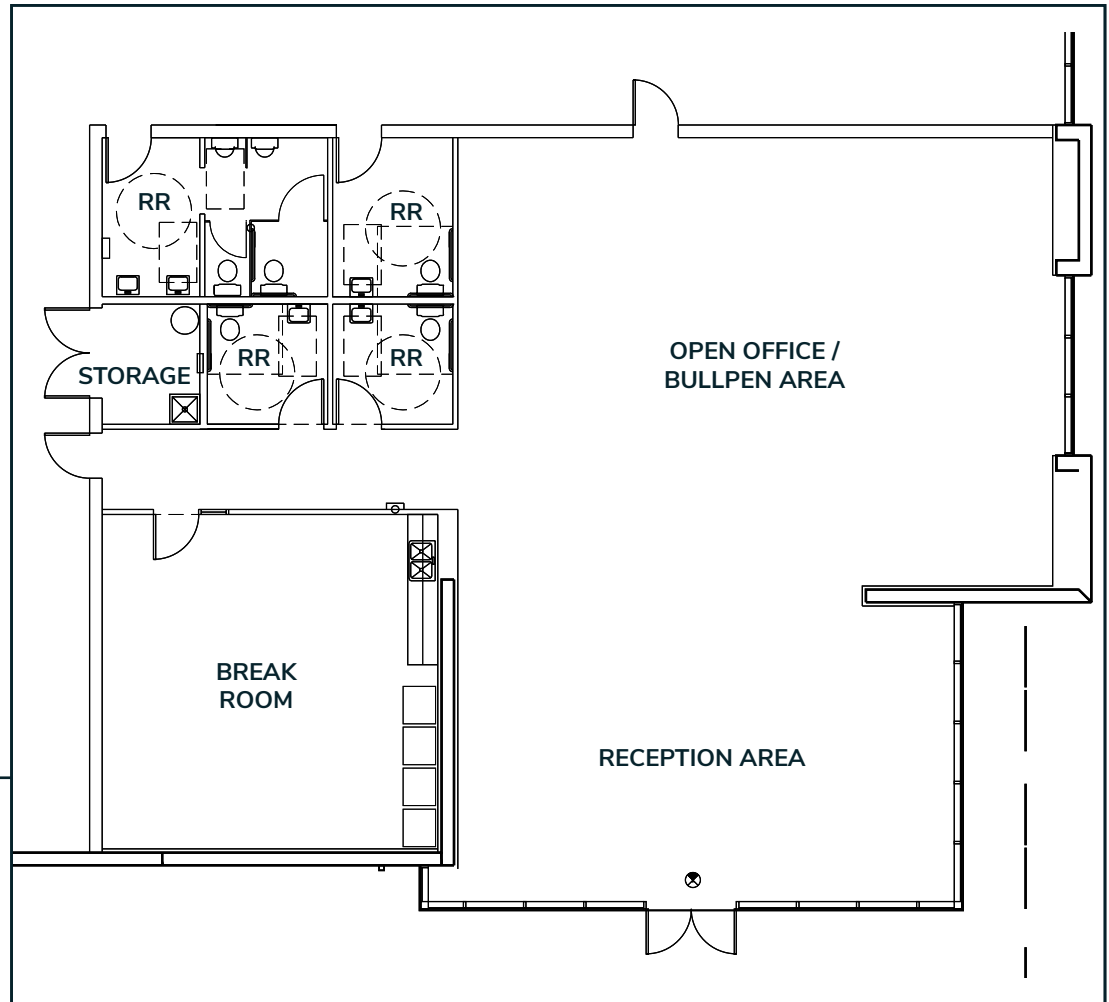 RR
RR
RR
RR
STORAGE
OPEN OFFICE /
BULLPEN AREA
BREAK
ROOM
RECEPTION AREA